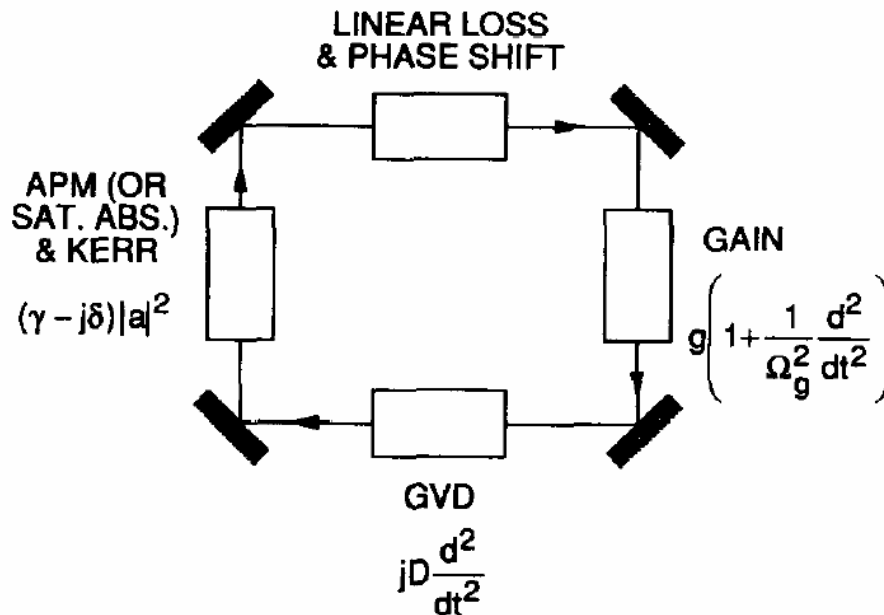 LINEAR LOSS
& PHASE SHIFT
APM (OR
SAT. ABS.)
& KERR
(γ – jδ)|a|²
GAIN
g(1+ 1/Ω_g² d²/dt²)
GVD
jD d²/dt²